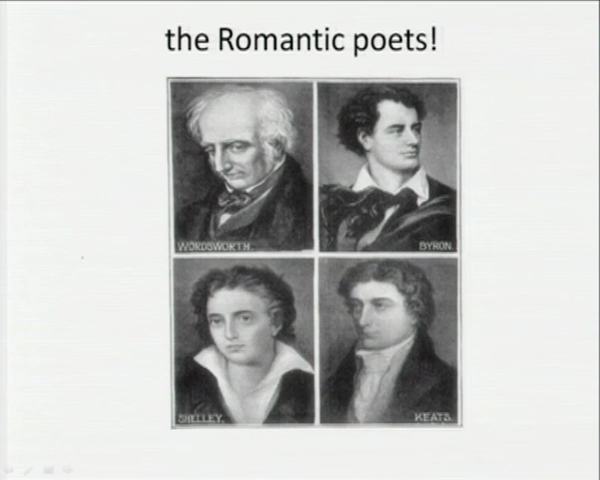 the Romantic poets!
WORDSWORTH.
BYRON.
SHELLEY.
KEATS.